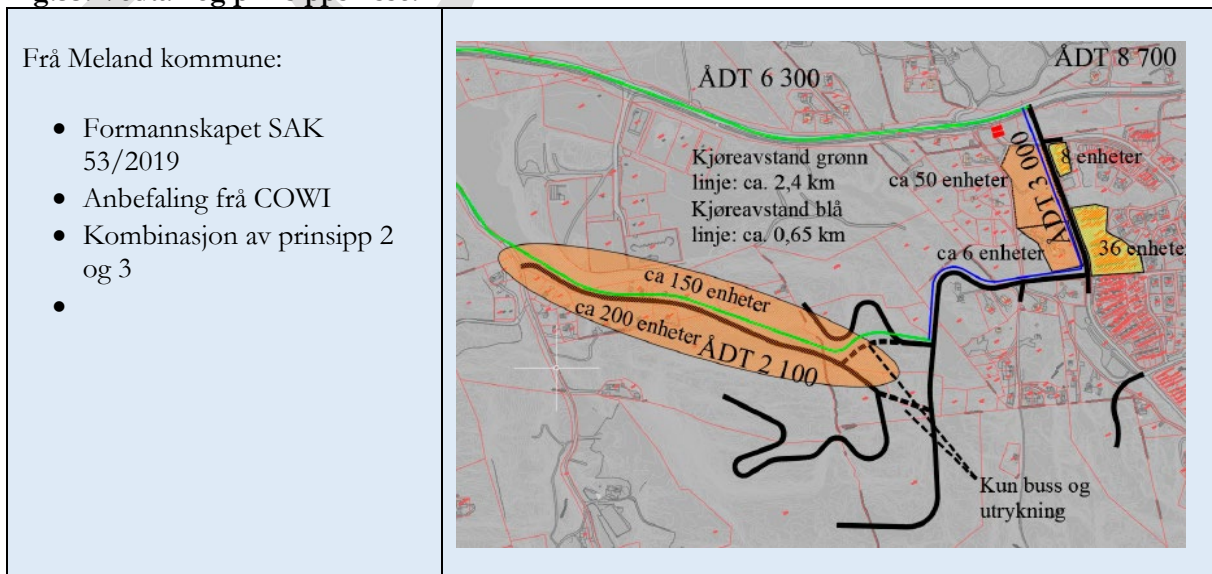 Frå Meland kommune:
• Formannskapet SAK
53/2019
• Anbefaling frå COWI
• Kombinasjon av prinsipp 2
og 3
•
ÅDT 6 300
ÅDT 8 700
Kjøreavstand grønn
linje: ca. 2,4 km
Kjøreavstand blå
linje: ca. 0,65 km
ca 50 enheter
ÅDT 3 000
8 enheter
ca 6 enheter
36 enheter
ca 150 enheter
ca 200 enheter
ÅDT 2 100
Kun buss og
utrykning